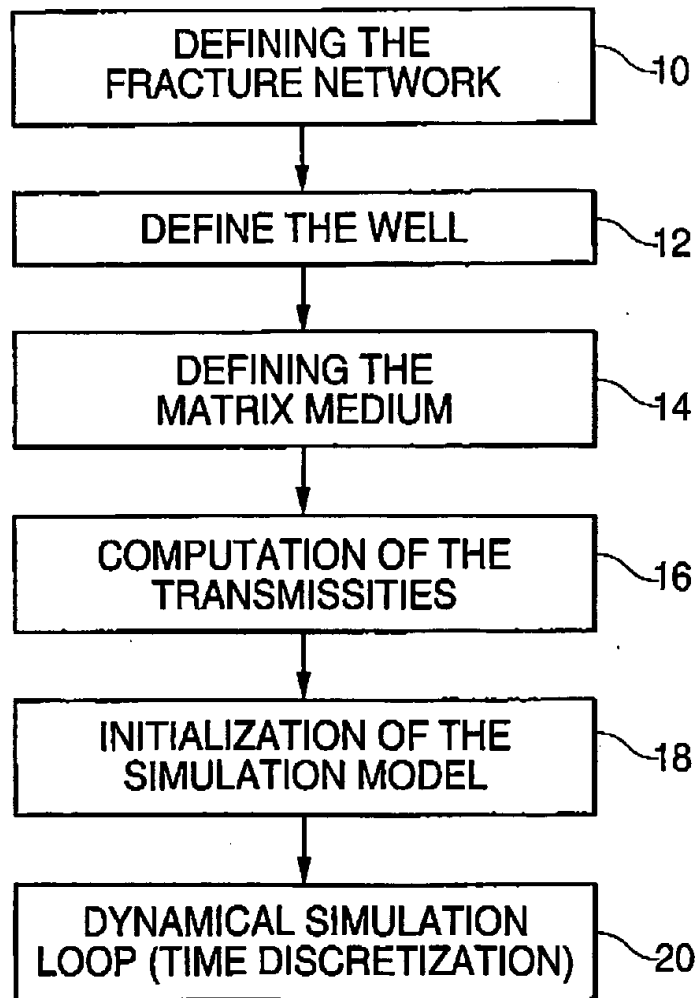 DEFINING THE
FRACTURE NETWORK
10
DEFINE THE WELL
12
DEFINING THE
MATRIX MEDIUM
14
COMPUTATION OF THE
TRANSMISSITIES
16
INITIALIZATION OF THE
SIMULATION MODEL
18
DYNAMICAL SIMULATION
LOOP (TIME DISCRETIZATION)
20